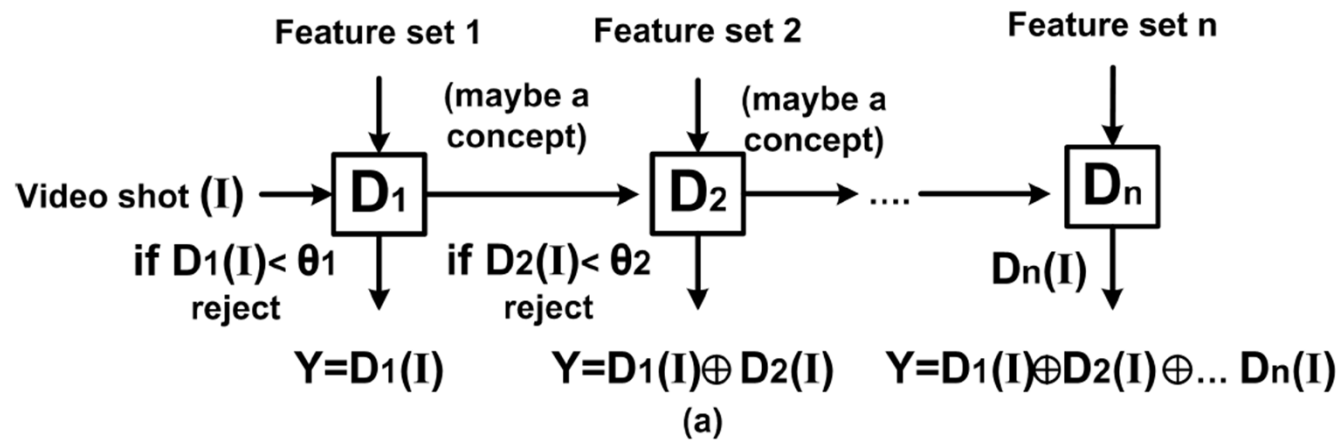 Feature set 1
Feature set 2
Feature set n
(maybe a
concept)
(maybe a
concept)
Video shot (I)
D1
D2
....
Dn
if D1(I)< θ1
reject
if D2(I)< θ2
reject
Dn(I)
Y=D1(I)
Y=D1(I)⊕ D2(I)
Y=D1(I)⊕D2(I) ⊕... Dn(I)
(a)